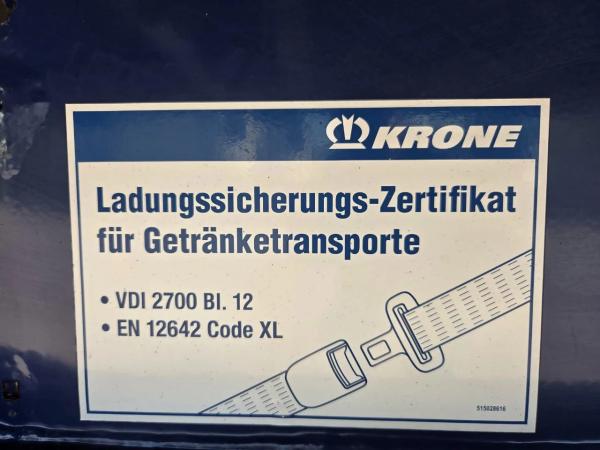 KRONE
Ladungssicherungs-Zertifikat
für Getränketransporte
• VDI 2700 Bl. 12
• EN 12642 Code XL
515028616